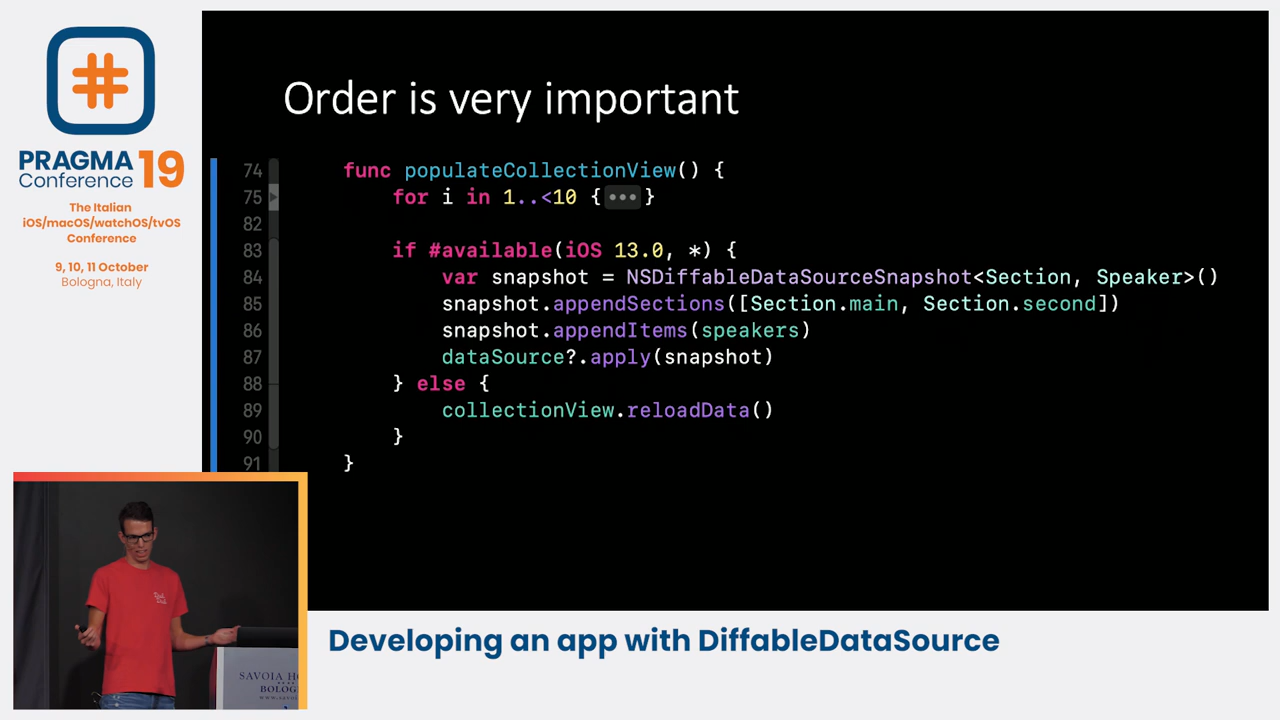 PRAGMA
Conference
19
The Italian
iOS/macOS/watchOS/tvOS
Conference
9, 10, 11 October
Bologna, Italy
Order is very important
74 func populateCollectionView() {
75 for i in 1..<10 {•••}
82
83 if #available(iOS 13.0, *) {
84 var snapshot = NSDiffableDataSourceSnapshot<Section, Speaker>()
85 snapshot.appendSections([Section.main, Section.second])
86 snapshot.appendItems(speakers)
87 dataSource?.apply(snapshot)
88 } else {
89 collectionView.reloadData()
90 }
91 }
SAVOIA
BOLOG
Developing an app with DiffableDataSource